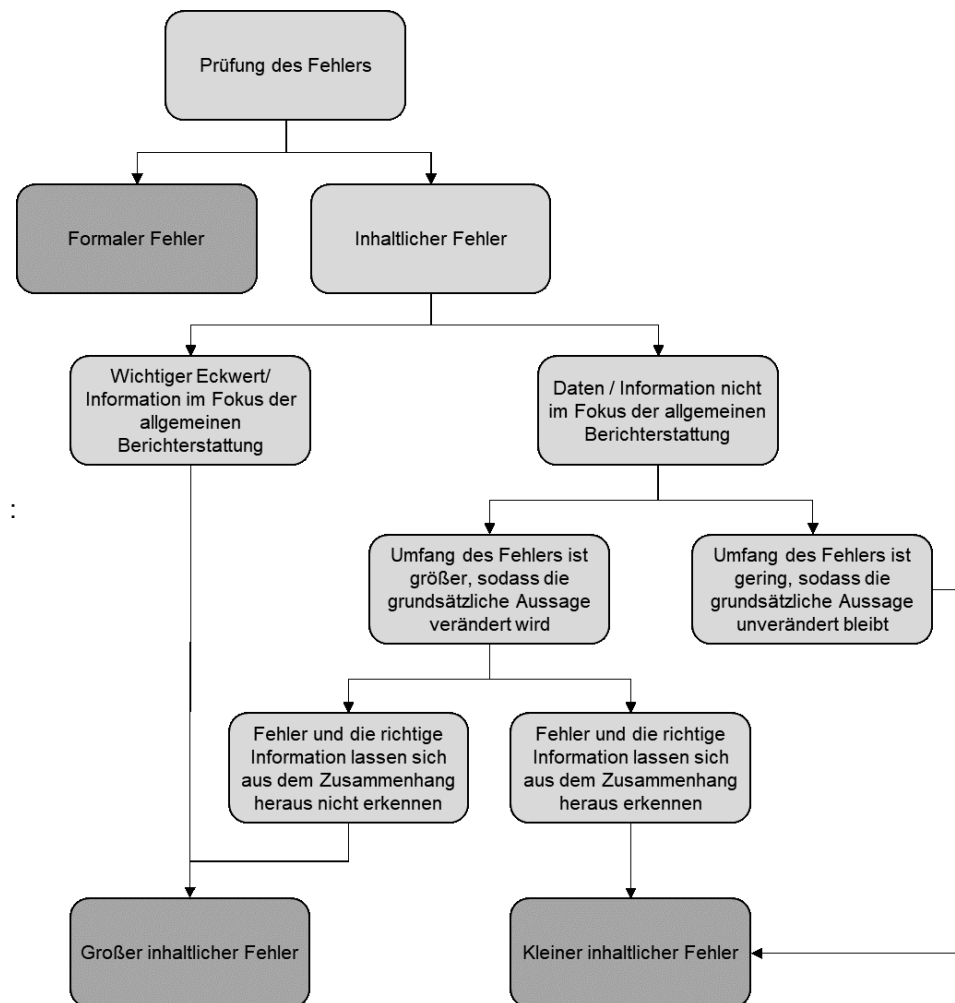 Prüfung des Fehlers
Formaler Fehler
Inhaltlicher Fehler
Wichtiger Eckwert/
Information im Fokus der
allgemeinen
Berichterstattung
Daten / Information nicht
im Fokus der allgemeinen
Berichterstattung
:
Umfang des Fehlers ist
größer, sodass die
grundsätzliche Aussage
verändert wird
Umfang des Fehlers ist
gering, sodass die
grundsätzliche Aussage
unverändert bleibt
Fehler und die richtige
Information lassen sich
aus dem Zusammenhang
heraus nicht erkennen
Fehler und die richtige
Information lassen sich
aus dem Zusammenhang
heraus erkennen
Großer inhaltlicher Fehler
Kleiner inhaltlicher Fehler